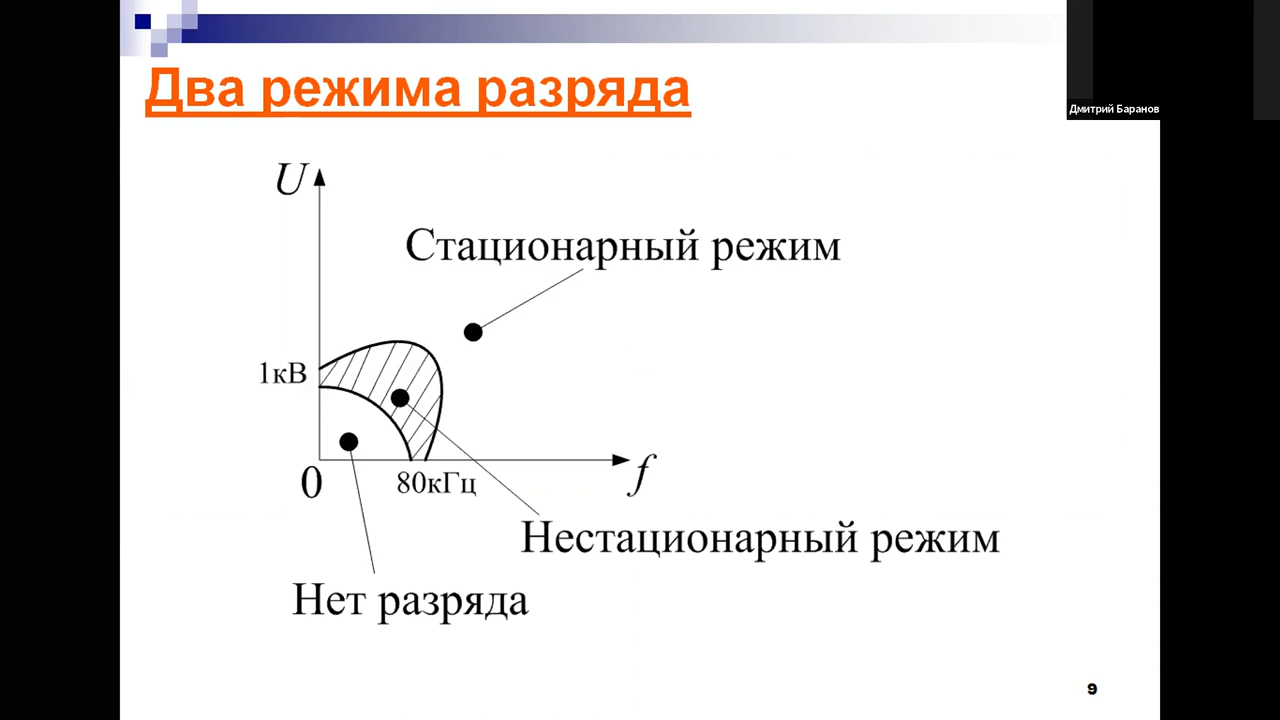 Два режима разряда
Дмитрий Баранов
U
Стационарный режим
1кВ
0
80кГц
f
Нестационарный режим
Нет разряда
9